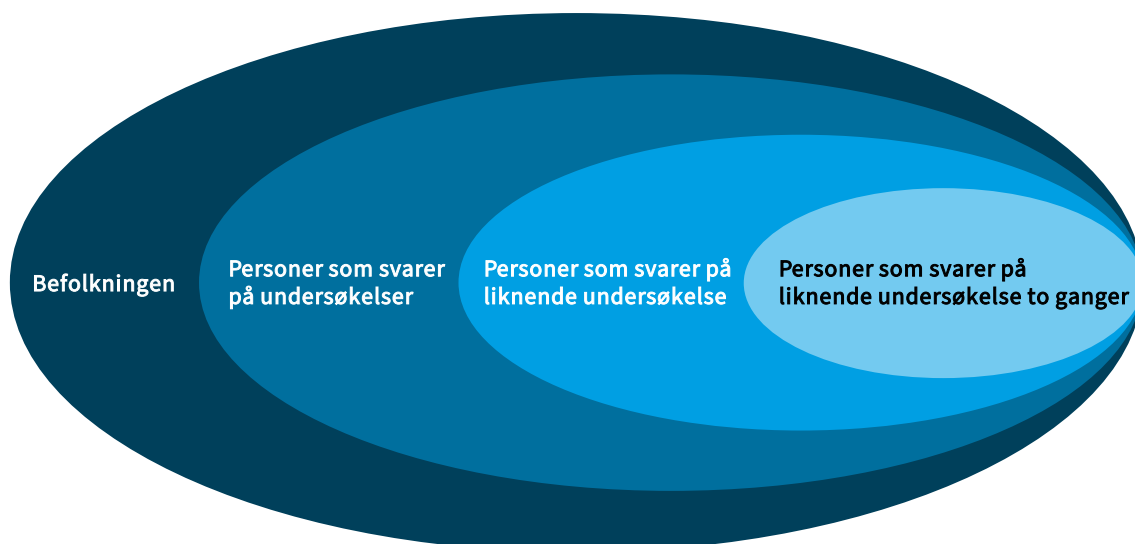 Befolkningen
Personer som svarer
på undersøkelser
Personer som svarer på
liknende undersøkelse
Personer som svarer på
liknende undersøkelse to ganger